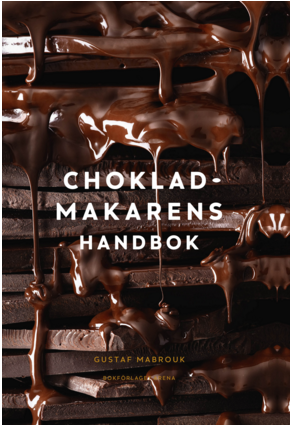 CHOKLAD-
MAKARENS
HANDBOK
GUSTAF MABROUK
BOKFÖRLAGET ARENA